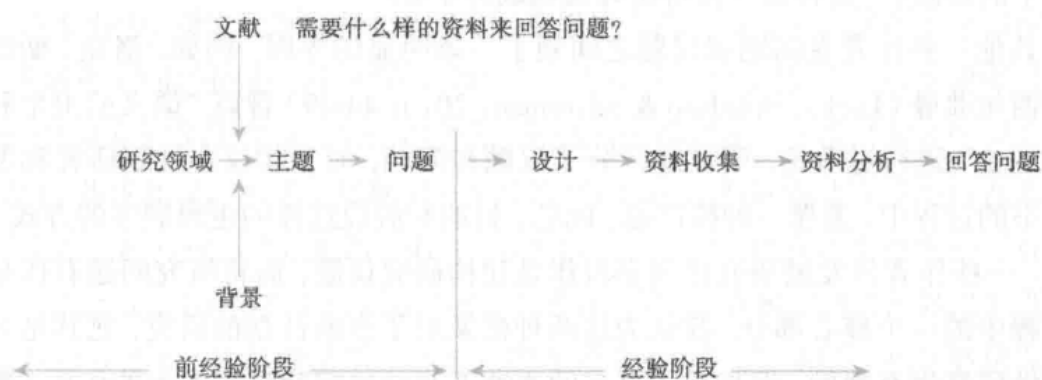 文献 需要什么样的资料来回答问题?
研究领域 主题 问题 设计 资料收集 资料分析 回答问题
背景
前经验阶段 经验阶段